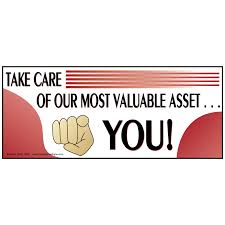 TAKE CARE
OF OUR MOST VALUABLE ASSET . . .
YOU!